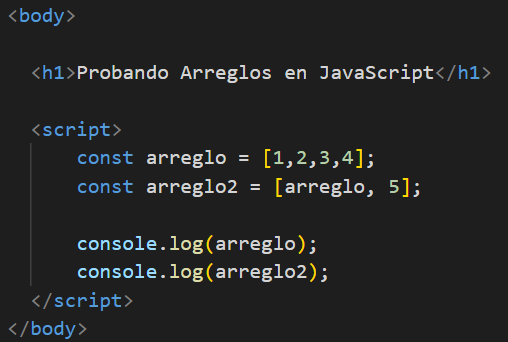 <body>
<h1>Probando Arreglos en JavaScript</h1>
<script>
const arreglo = [1,2,3,4];
const arreglo2 = [arreglo, 5];
console.log(arreglo);
console.log(arreglo2);
</script>
</body>